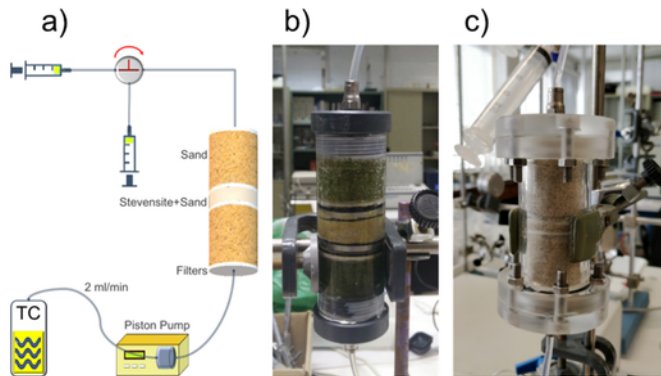 a)
b)
c)
Sand
Stevensite+Sand
Filters
2 ml/min
TC
Piston Pump